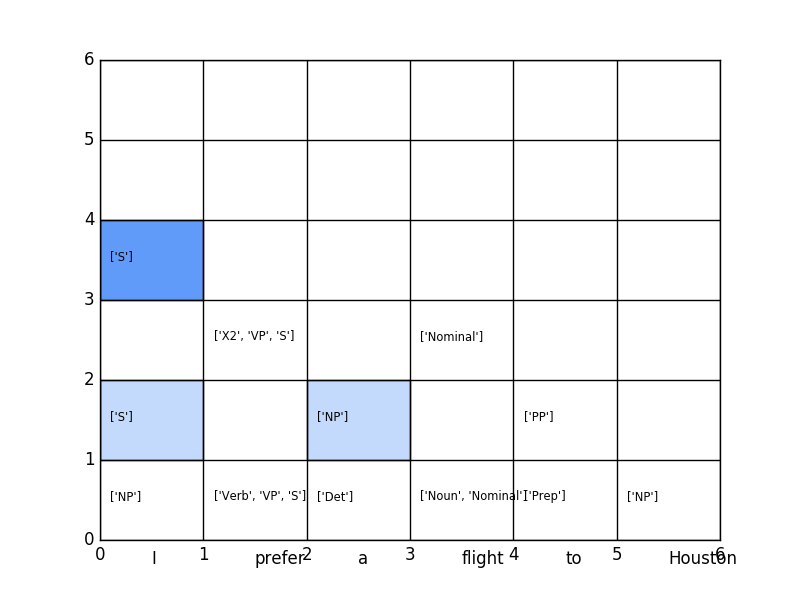 6
5
4
['S']
3
['X2', 'VP', 'S'] ['Nominal']
2
['S'] ['NP'] ['PP']
1
['NP'] ['Verb', 'VP', 'S'] ['Det'] ['Noun', 'Nominal'] ['Prep'] ['NP']
0
0 1 2 3 4 5 6
I prefer a flight to Houston